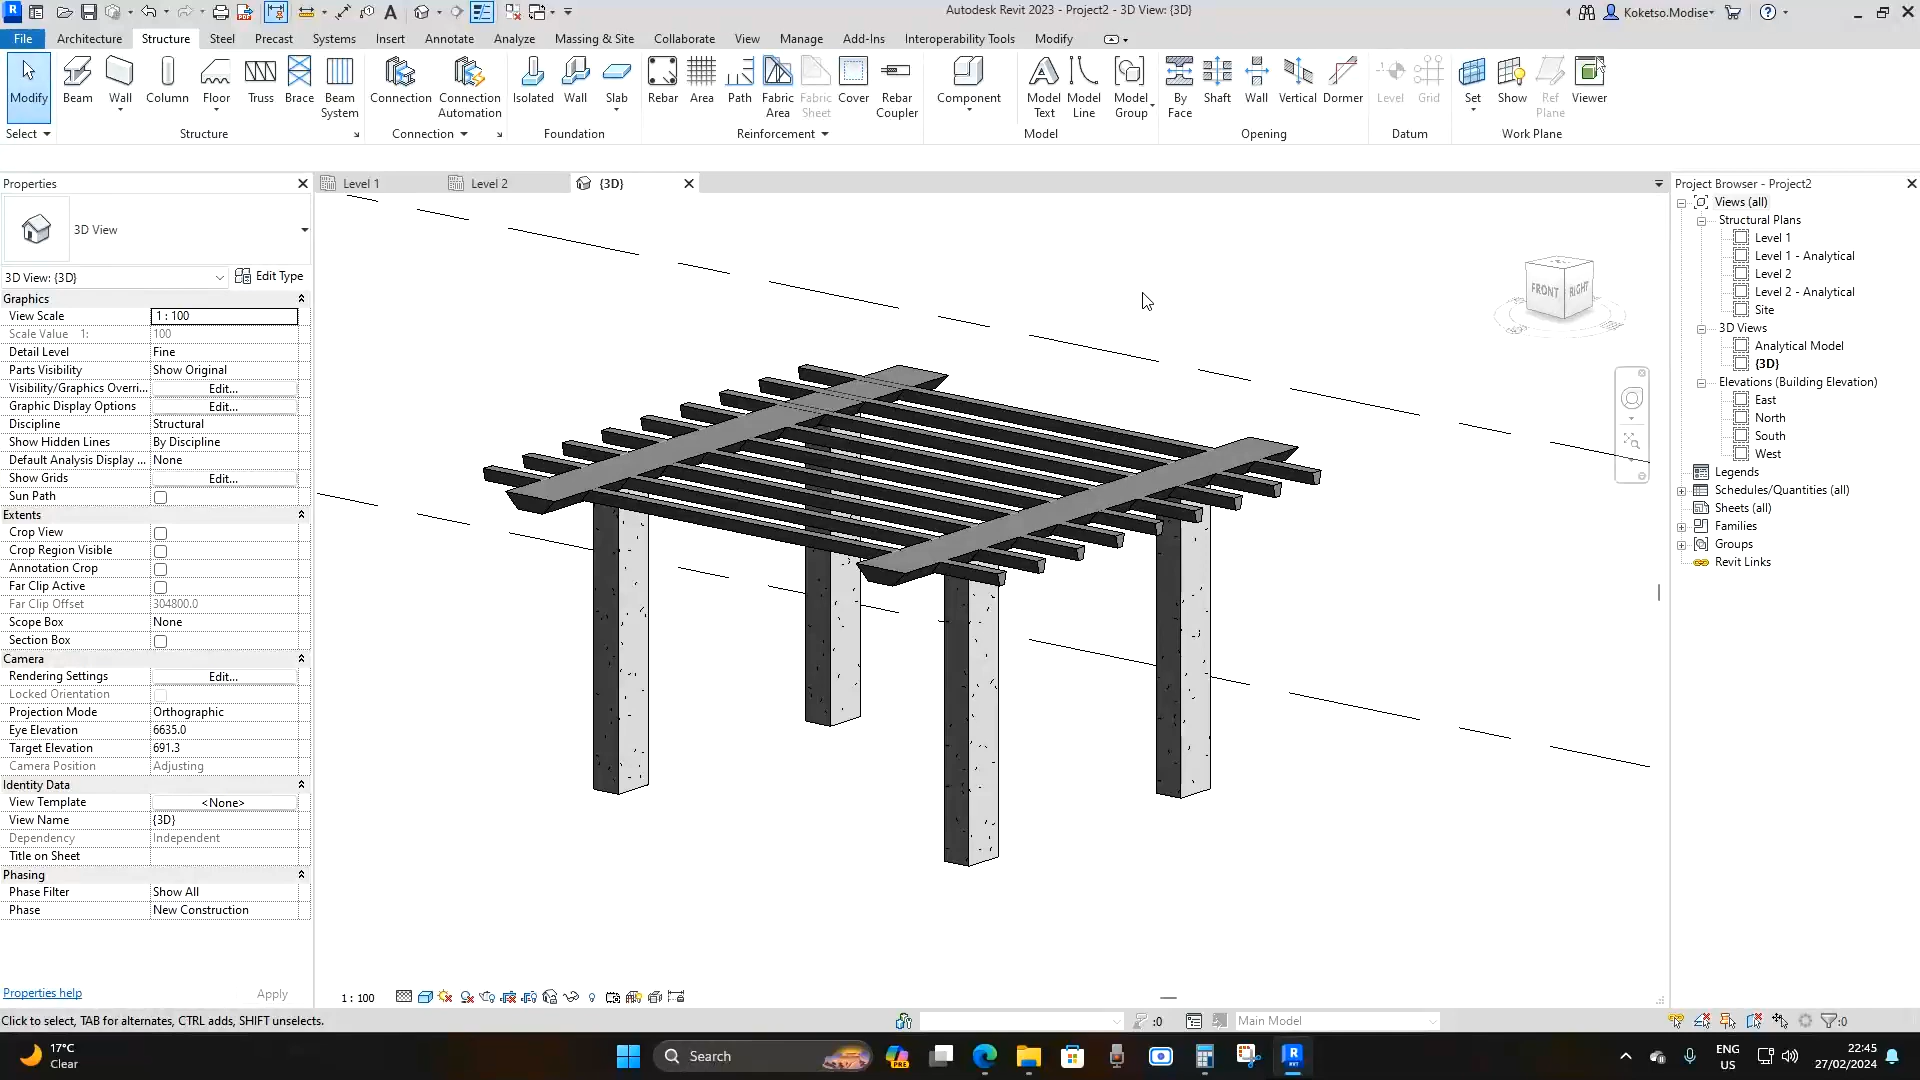 Autodesk Revit 2023 - Project2 - 3D View: {3D}
Koketso.Modise
File
Architecture
Structure
Steel
Precast
Systems
Insert
Annotate
Analyze
Massing & Site
Collaborate
View
Manage
Add-Ins
Interoperability Tools
Modify
Modify
Beam
Wall
Column
Floor
Truss
Brace
Beam
System
Connection
Connection
Automation
Isolated
Wall
Slab
Rebar
Area
Path
Fabric
Area
Fabric
Sheet
Cover
Rebar
Coupler
Component
Model
Text
Model
Line
Model
Group
By
Face
Shaft
Wall
Vertical
Dormer
Level
Grid
Set
Show
Ref
Plane
Viewer
Select
Structure
Connection
Foundation
Reinforcement
Model
Opening
Datum
Work Plane
Properties
3D View
3D View: {3D}
Edit Type
Graphics
View Scale 1 : 100
Scale Value 1: 100
Detail Level Fine
Parts Visibility Show Original
Visibility/Graphics Overri... Edit...
Graphic Display Options Edit...
Discipline Structural
Show Hidden Lines By Discipline
Default Analysis Display ... None
Show Grids Edit...
Sun Path
Extents
Crop View
Crop Region Visible
Annotation Crop
Far Clip Active
Far Clip Offset 304800.0
Scope Box None
Section Box
Camera
Rendering Settings Edit...
Locked Orientation
Projection Mode Orthographic
Eye Elevation 6635.0
Target Elevation 691.3
Camera Position Adjusting
Identity Data
View Template <None>
View Name {3D}
Dependency Independent
Title on Sheet
Phasing
Phase Filter Show All
Phase New Construction
Properties help
Apply
Level 1
Level 2
{3D}
FRONT
RIGHT
1 : 100
Project Browser - Project2
Views (all)
Structural Plans
Level 1
Level 1 - Analytical
Level 2
Level 2 - Analytical
Site
3D Views
Analytical Model
{3D}
Elevations (Building Elevation)
East
North
South
West
Legends
Schedules/Quantities (all)
Sheets (all)
Families
Groups
Revit Links
Click to select, TAB for alternates, CTRL adds, SHIFT unselects.
:0
Main Model
:0
17°C
Clear
Search
PRE
ENG
US
22:45
27/02/2024